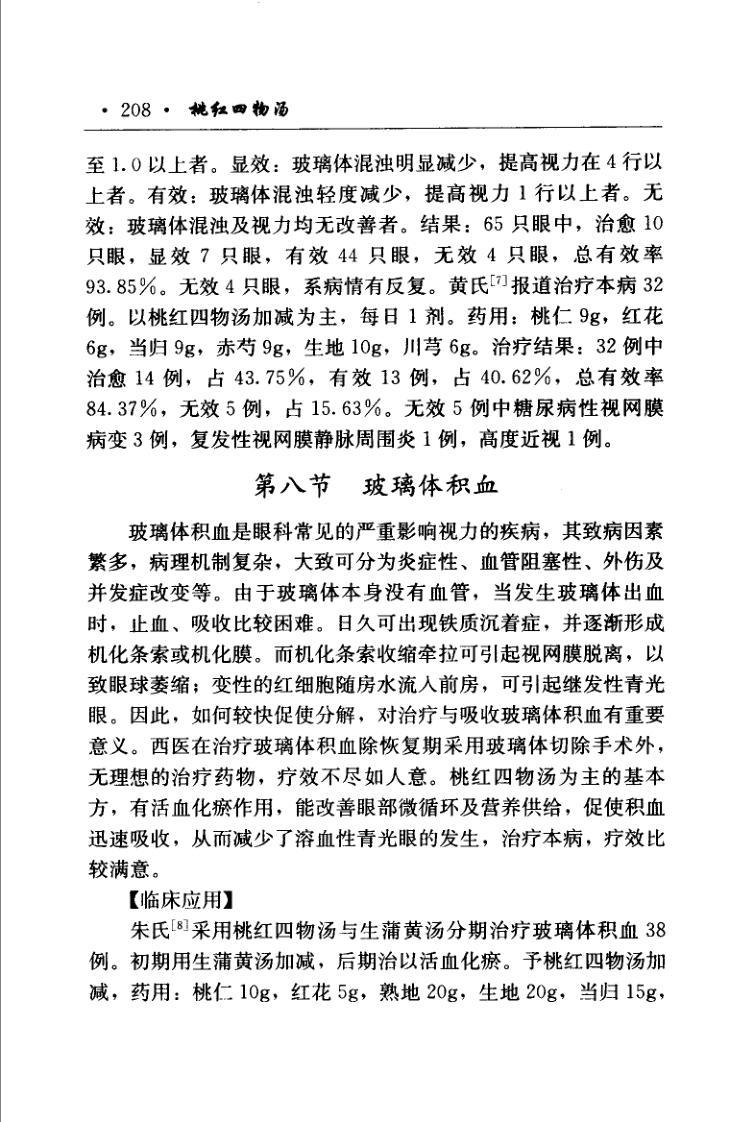 · 208 · 桃红四物汤
至 1.0 以上者。显效：玻璃体混浊明显减少，提高视力在 4 行以
上者。有效：玻璃体混浊轻度减少，提高视力 1 行以上者。无
效：玻璃体混浊及视力均无改善者。结果：65 只眼中，治愈 10
只眼，显效 7 只眼，有效 44 只眼，无效 4 只眼，总有效率
93.85％。无效 4 只眼，系病情有反复。黄氏[7]报道治疗本病 32
例。以桃红四物汤加减为主，每日 1 剂。药用：桃仁 9g，红花
6g，当归 9g，赤芍 9g，生地 10g，川芎 6g。治疗结果：32 例中
治愈 14 例，占 43.75％，有效 13 例，占 40.62％，总有效率
84.37％，无效 5 例，占 15.63％。无效 5 例中糖尿病性视网膜
病变 3 例，复发性视网膜静脉周围炎 1 例，高度近视 1 例。
第八节 玻璃体积血
玻璃体积血是眼科常见的严重影响视力的疾病，其致病因素
繁多，病理机制复杂，大致可分为炎症性、血管阻塞性、外伤及
并发症改变等。由于玻璃体本身没有血管，当发生玻璃体出血
时，止血、吸收比较困难。日久可出现铁质沉着症，并逐渐形成
机化条索或机化膜。而机化条索收缩牵拉可引起视网膜脱离，以
致眼球萎缩；变性的红细胞随房水流入前房，可引起继发性青光
眼。因此，如何较快促使分解，对治疗与吸收玻璃体积血有重要
意义。西医在治疗玻璃体积血除恢复期采用玻璃体切除手术外，
无理想的治疗药物，疗效不尽如人意。桃红四物汤为主的基本
方，有活血化瘀作用，能改善眼部微循环及营养供给，促使积血
迅速吸收，从而减少了溶血性青光眼的发生，治疗本病，疗效比
较满意。
【临床应用】
朱氏[8]采用桃红四物汤与生蒲黄汤分期治疗玻璃体积血 38
例。初期用生蒲黄汤加减，后期治以活血化瘀。予桃红四物汤加
减，药用：桃仁 10g，红花 5g，熟地 20g，生地 20g，当归 15g，